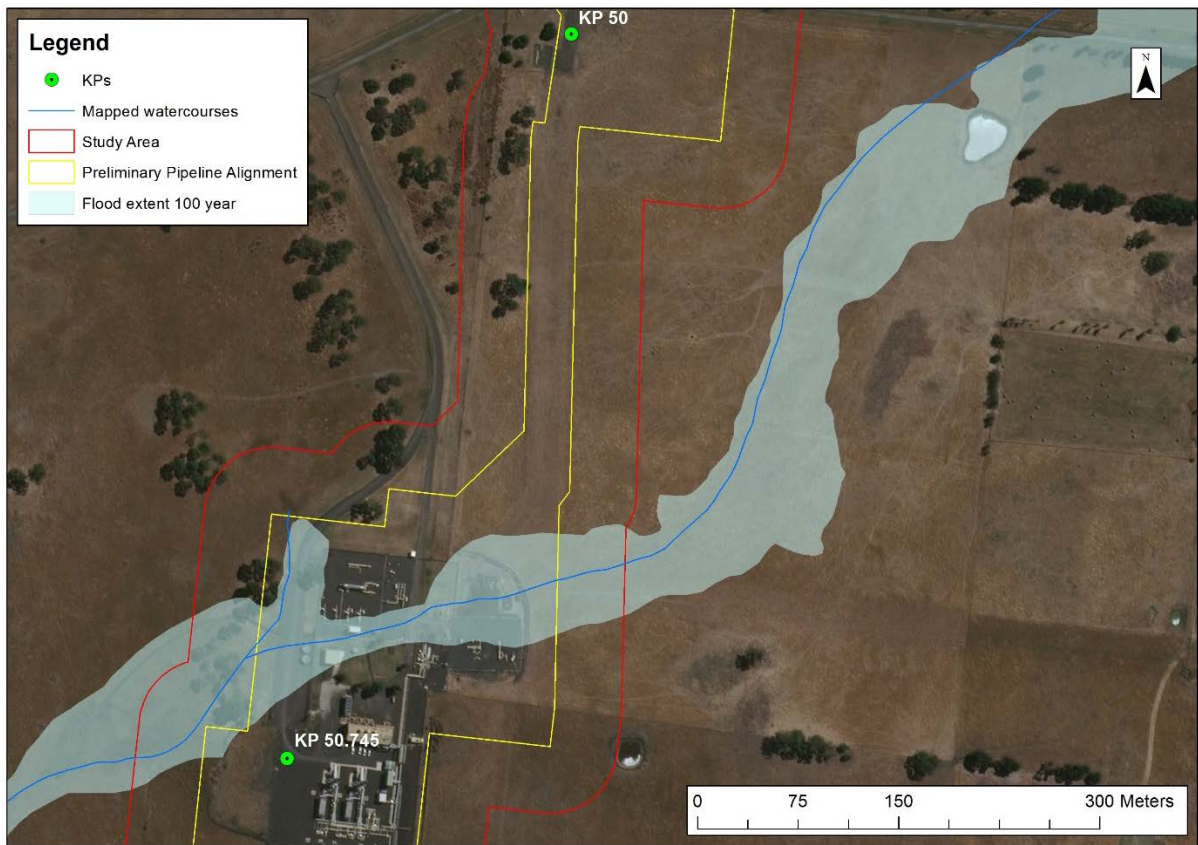 Legend
KPs
Mapped watercourses
Study Area
Preliminary Pipeline Alignment
Flood extent 100 year
KP 50
N
KP 50.745
0 75 150 300 Meters